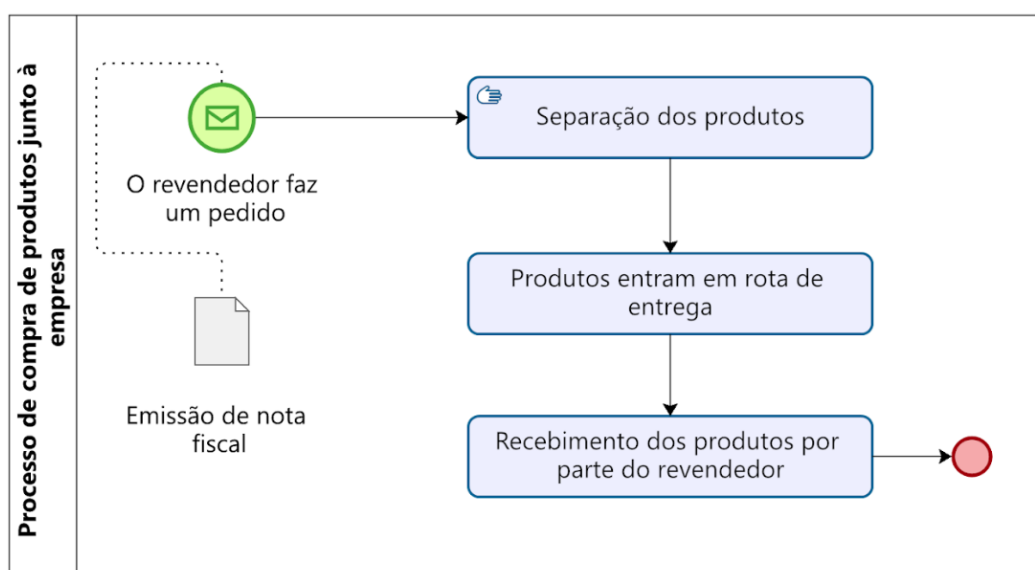 Processo de compra de produtos junto à
empresa
O revendedor faz
um pedido
Separação dos produtos
Produtos entram em rota de
entrega
Emissão de nota
fiscal
Recebimento dos produtos por
parte do revendedor